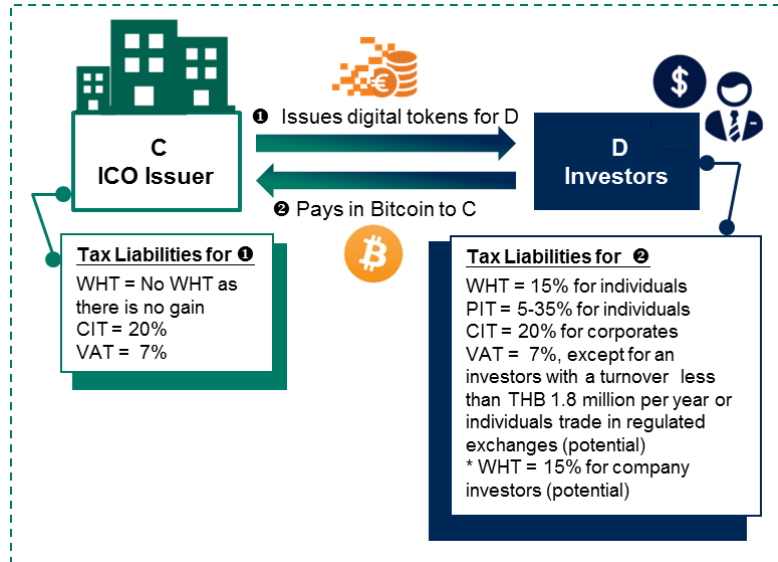 ❶ Issues digital tokens for D
C
ICO Issuer
D
Investors
❷ Pays in Bitcoin to C
Tax Liabilities for ❶
WHT = No WHT as
there is no gain
CIT = 20%
VAT = 7%
Tax Liabilities for ❷
WHT = 15% for individuals
PIT = 5-35% for individuals
CIT = 20% for corporates
VAT = 7%, except for an
investors with a turnover less
than THB 1.8 million per year or
individuals trade in regulated
exchanges (potential)
* WHT = 15% for company
investors (potential)